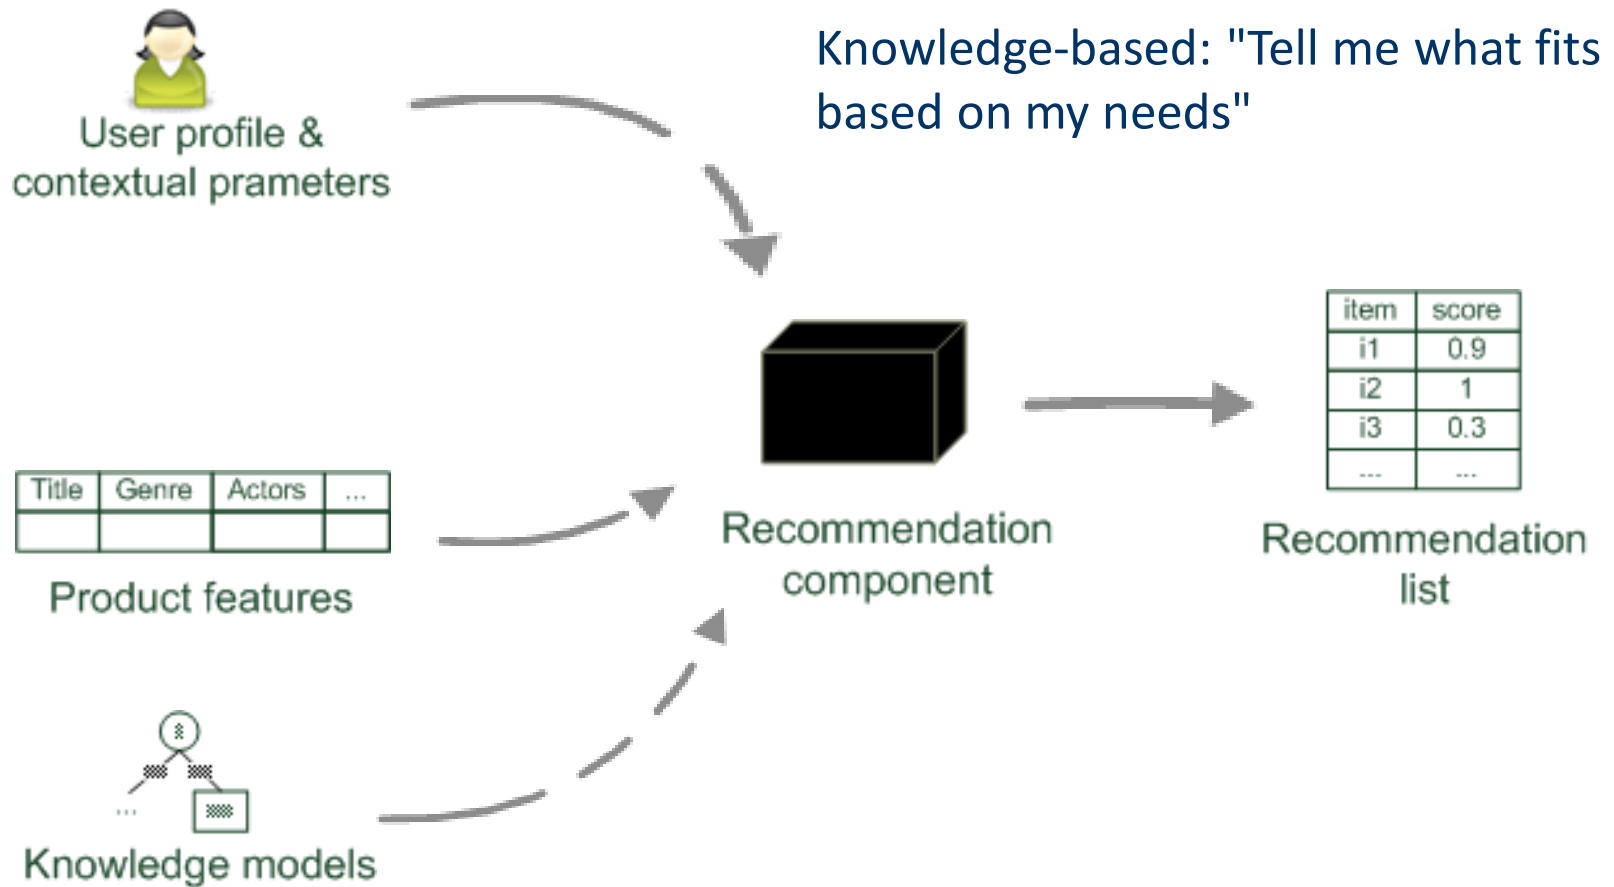 Knowledge-based: "Tell me what fits
based on my needs"
User profile &
contextual prameters
Title Genre Actors ...
Product features
...
Knowledge models
Recommendation
component
item score
i1 0.9
i2 1
i3 0.3
... ...
Recommendation
list